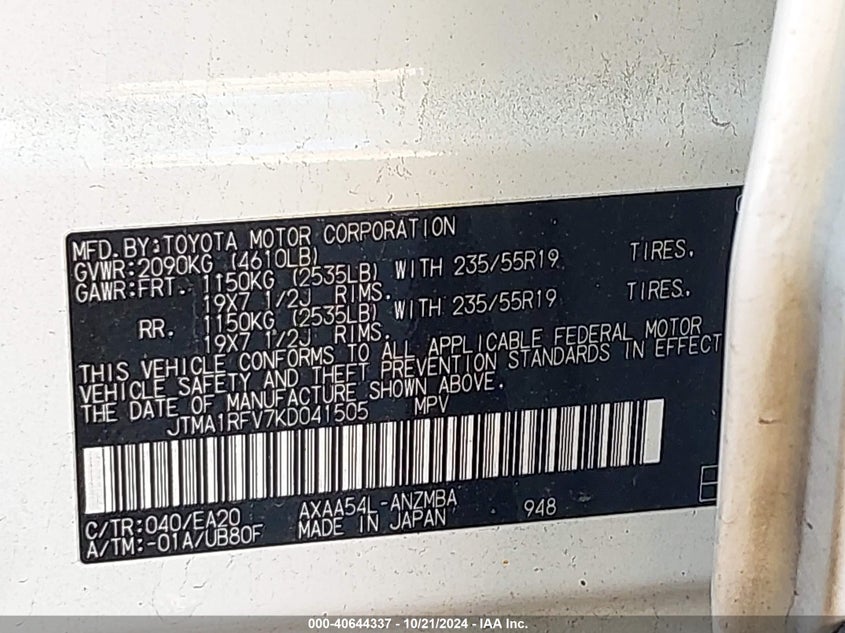 MFD.BY:TOYOTA MOTOR CORPORATION
GVWR:2090KG (4610LB)
GAWR:FRT. 1150KG (2535LB) WITH 235/55R19 TIRES.
19X7 1/2J RIMS.
RR. 1150KG (2535LB) WITH 235/55R19 TIRES.
19X7 1/2J RIMS.
THIS VEHICLE CONFORMS TO ALL APPLICABLE FEDERAL MOTOR
VEHICLE SAFETY AND THEFT PREVENTION STANDARDS IN EFFECT
THE DATE OF MANUFACTURE SHOWN ABOVE.
JTMA1RFV7KD041505 MPV
C/TR:040/EA20 AXAA54L-ANZMBA 948
A/TM:-01A/UB80F MADE IN JAPAN
000-40644337 - 10/21/2024 - IAA Inc.